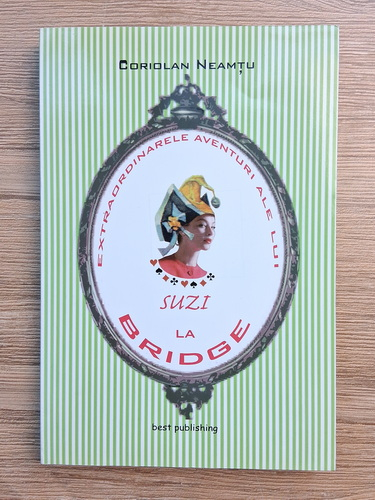 CORIOLAN NEAMȚU
EXTRAORDINARELE AVENTURI ALE LUI
SUZI
LA
BRIDGE
best publishing